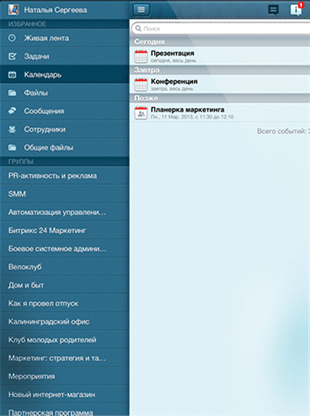 Наталья Сергеева
ИЗБРАННОЕ
Живая лента
Задачи
Календарь
Файлы
Сообщения
Сотрудники
Общие файлы
ГРУППЫ
PR-активность и реклама
SMM
Автоматизация управлени...
Битрикс 24 Маркетинг
Боевое системное админи...
Велоклуб
Дом и быт
Как я провел отпуск
Калининградский офис
Клуб молодых родителей
Маркетинг: стратегия и та...
Мероприятия
Новый интернет-магазин
Партнерская программа
1
Поиск
Сегодня
Презентация
сегодня, весь день
Завтра
Конференция
завтра, весь день
Позже
Планерка маркетинга
Пн., 11 Мар. 2013, с 11:30 до 12:10
Всего событий: 3